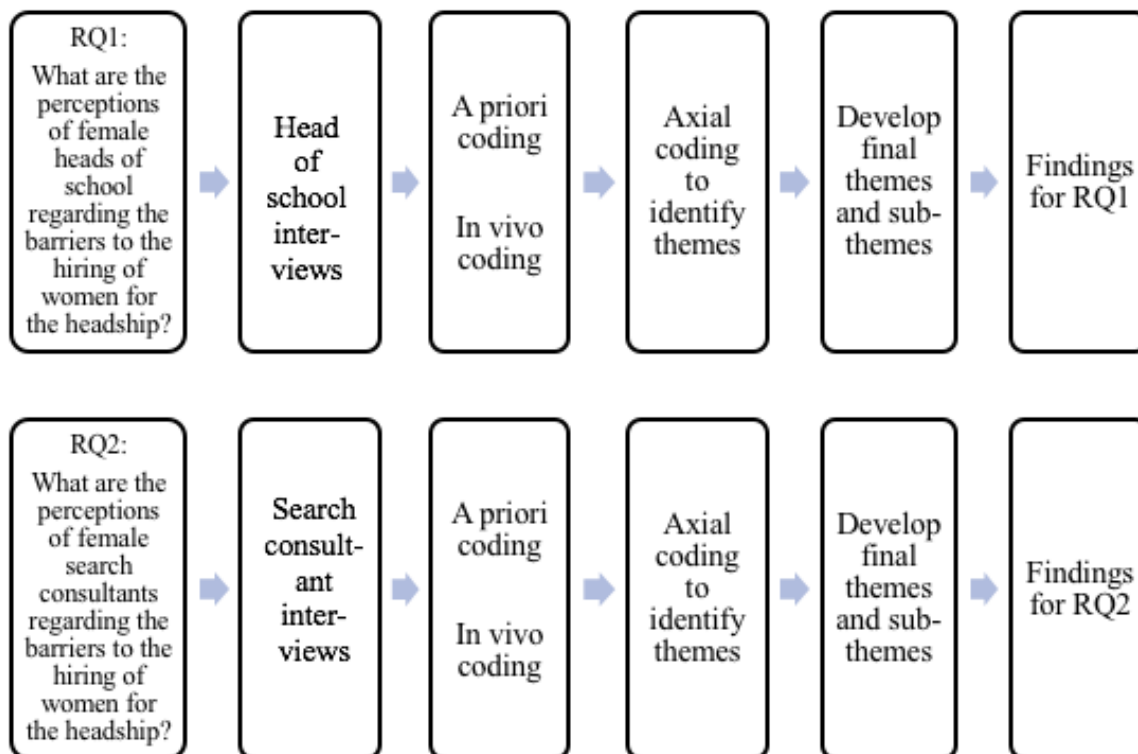 RQ1:
What are the
perceptions
of female
heads of
school
regarding the
barriers to the
hiring of
women for
the headship?
Head
of
school
inter-
views
A priori
coding
In vivo
coding
Axial
coding
to
identify
themes
Develop
final
themes
and sub-
themes
Findings
for RQ1
RQ2:
What are the
perceptions
of female
search
consultants
regarding the
barriers to the
hiring of
women for
the headship?
Search
consult-
ant
inter-
views
A priori
coding
In vivo
coding
Axial
coding
to
identify
themes
Develop
final
themes
and sub-
themes
Findings
for RQ2